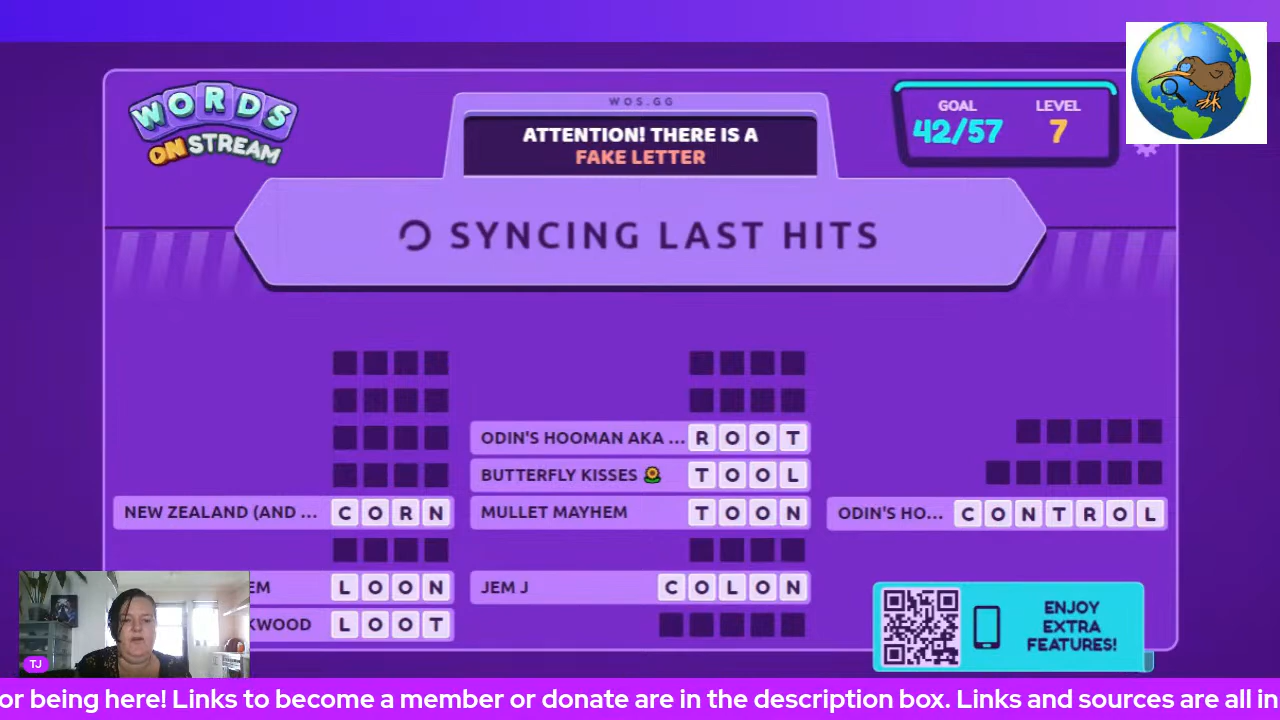 WORDS
ON STREAM
WOS.GG
ATTENTION! THERE IS A
FAKE LETTER
GOAL
42/57
LEVEL
7
SYNCING LAST HITS
NEW ZEALAND (AND ... CORN
EM LOON
KWOOD LOOT
ODIN'S HOOMAN AKA ... ROOT
BUTTERFLY KISSES TOOL
MULLET MAYHEM TOON
JEM J COLON
ODIN'S HO... CONTROL
ENJOY
EXTRA
FEATURES!
TJ
or being here! Links to become a member or donate are in the description box. Links and sources are all in